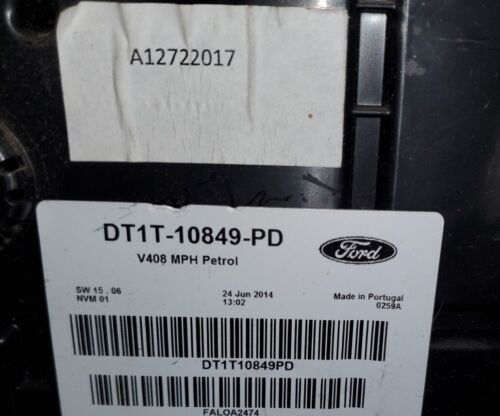 A12722017
DT1T-10849-PD
V408 MPH Petrol
Ford
SW 15 . 06
NVM 01
24 Jun 2014
13:02
Made in Portugal
0259A
DT1T10849PD
FALOA2474